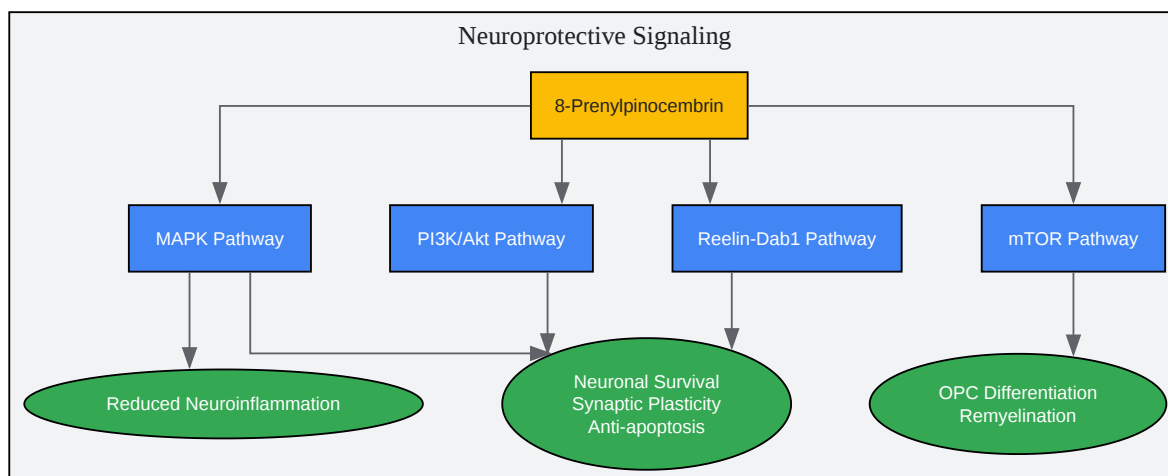 Neuroprotective Signaling
8-Prenylpinocembrin
MAPK Pathway
PI3K/Akt Pathway
Reelin-Dab1 Pathway
mTOR Pathway
Reduced Neuroinflammation
Neuronal Survival
Synaptic Plasticity
Anti-apoptosis
OPC Differentiation
Remyelination